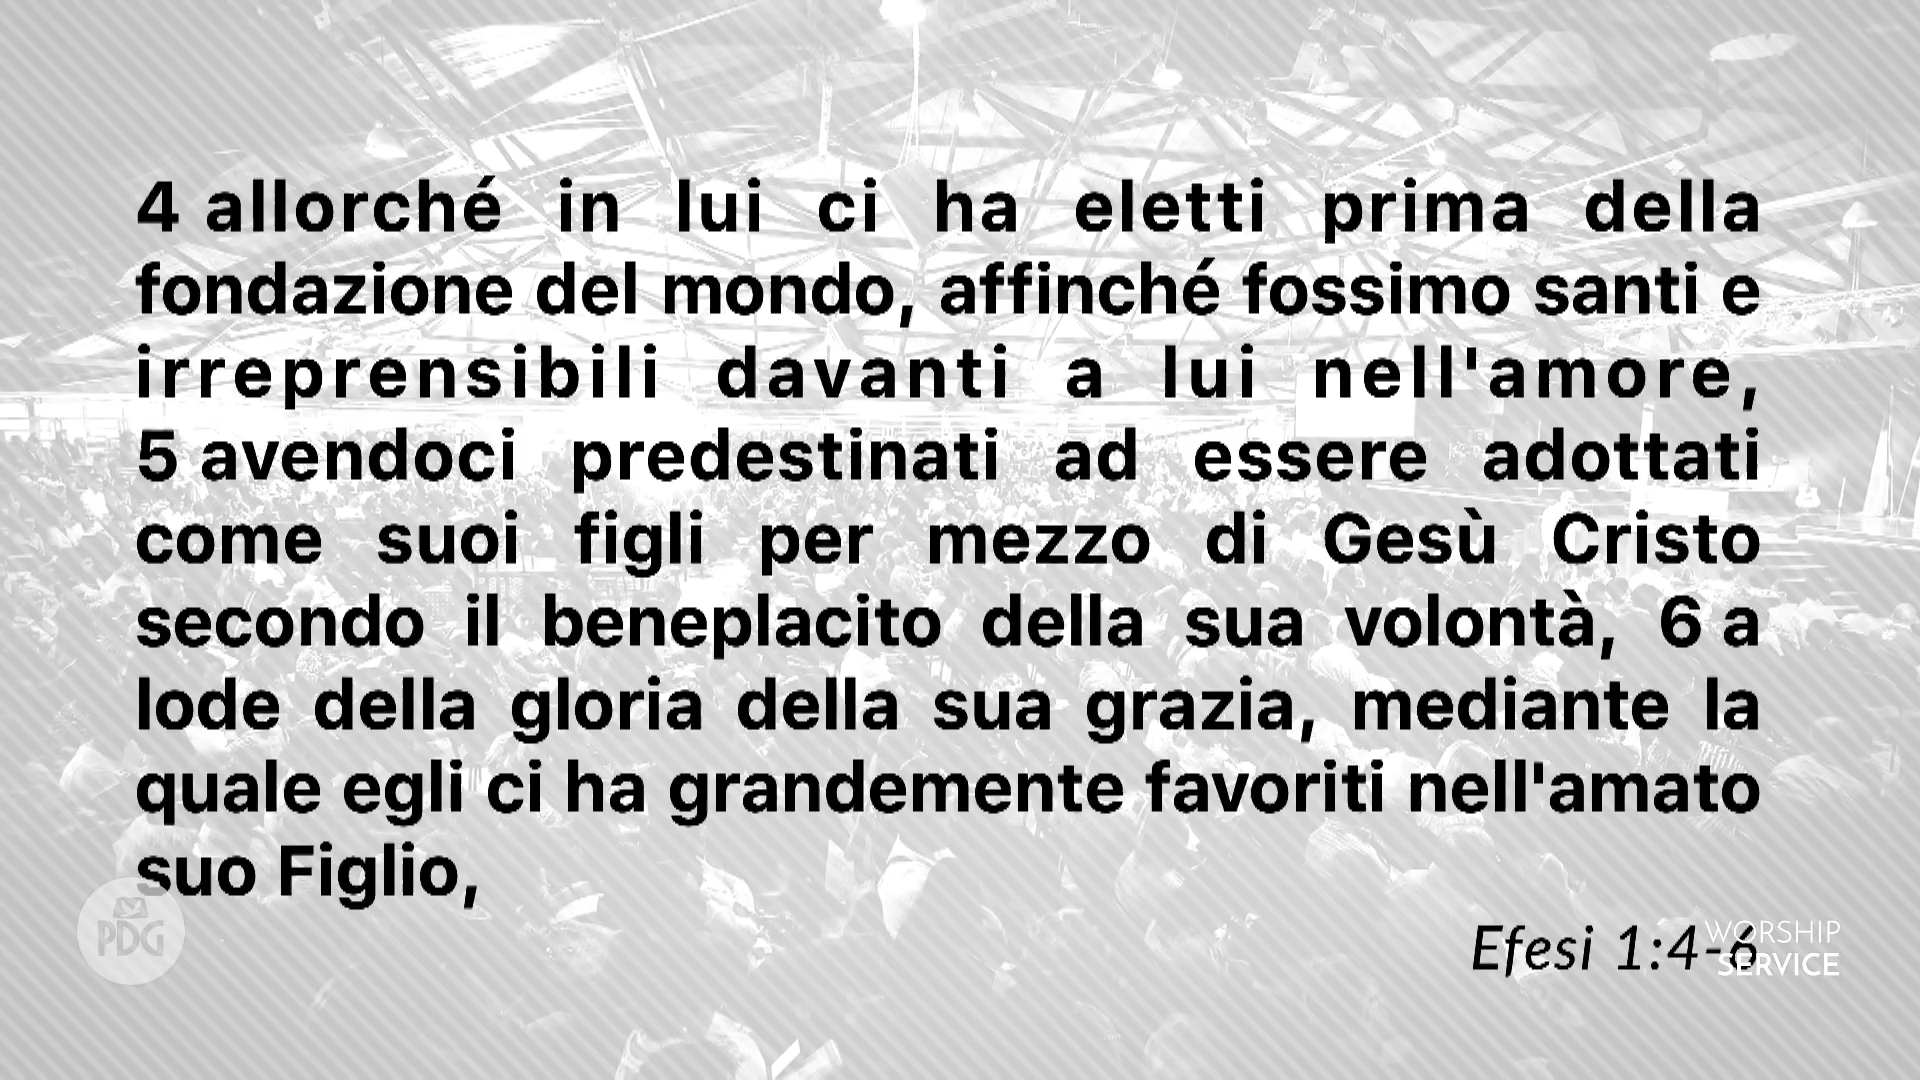 4 allorché in lui ci ha eletti prima della
fondazione del mondo, affinché fossimo santi e
irreprensibili davanti a lui nell'amore,
5 avendoci predestinati ad essere adottati
come suoi figli per mezzo di Gesù Cristo
secondo il beneplacito della sua volontà, 6 a
lode della gloria della sua grazia, mediante la
quale egli ci ha grandemente favoriti nell'amato
suo Figlio,
PDG
Efesi 1:4-6
WORSHIP
SERVICE